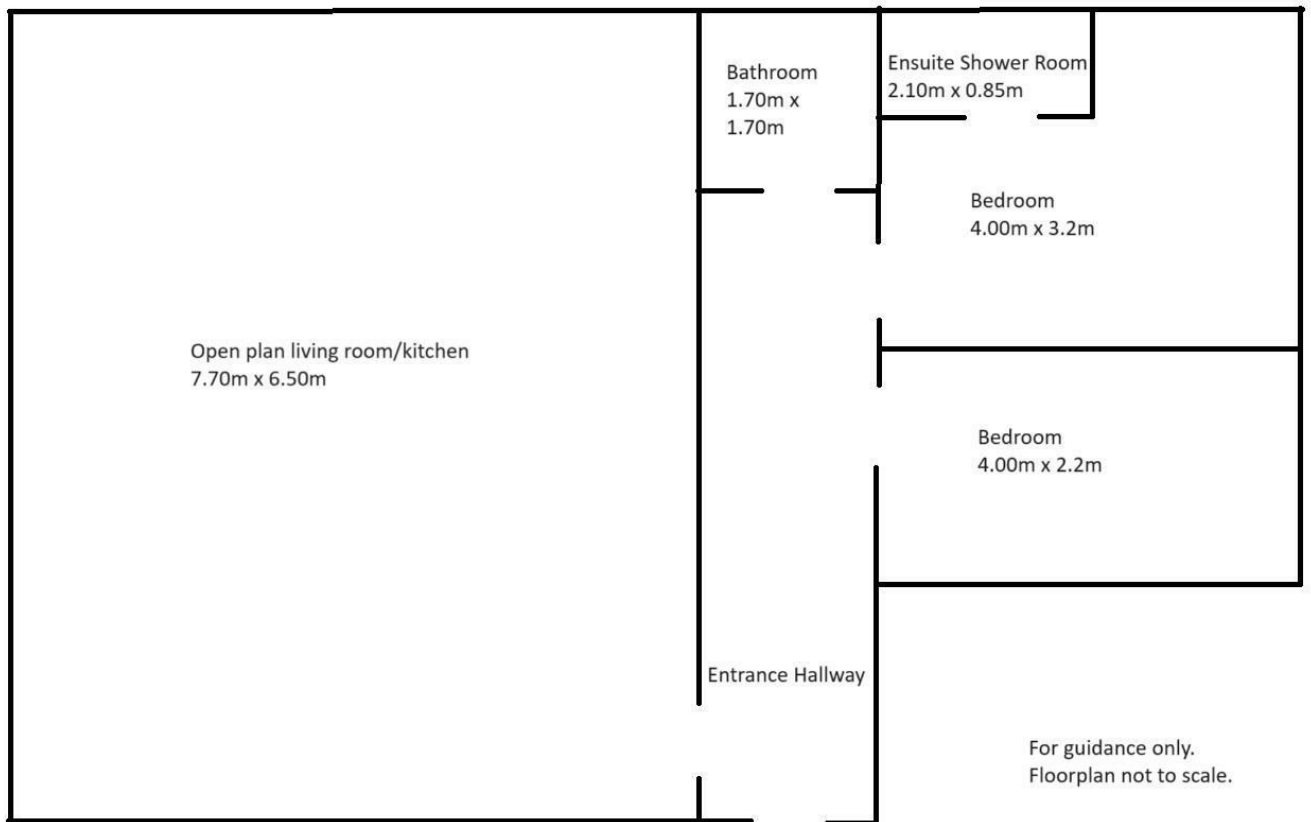 Bathroom
1.70m x
1.70m
Ensuite Shower Room
2.10m x 0.85m
Bedroom
4.00m x 3.2m
Open plan living room/kitchen
7.70m x 6.50m
Bedroom
4.00m x 2.2m
Entrance Hallway
For guidance only.
Floorplan not to scale.